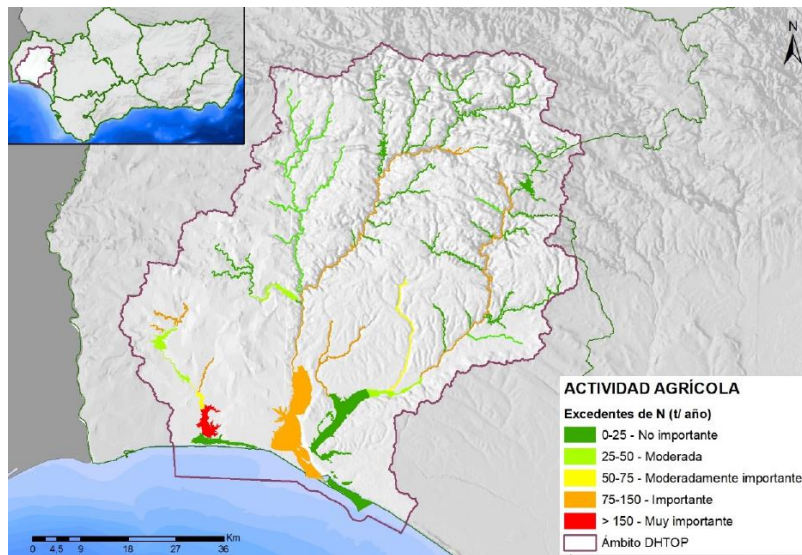 N
ACTIVIDAD AGRÍCOLA
Excedentes de N (t/ año)
0-25 - No importante
25-50 - Moderada
50-75 - Moderadamente importante
75-150 - Importante
> 150 - Muy importante
Ámbito DHTOP
Km
0 4,5 9 18 27 36